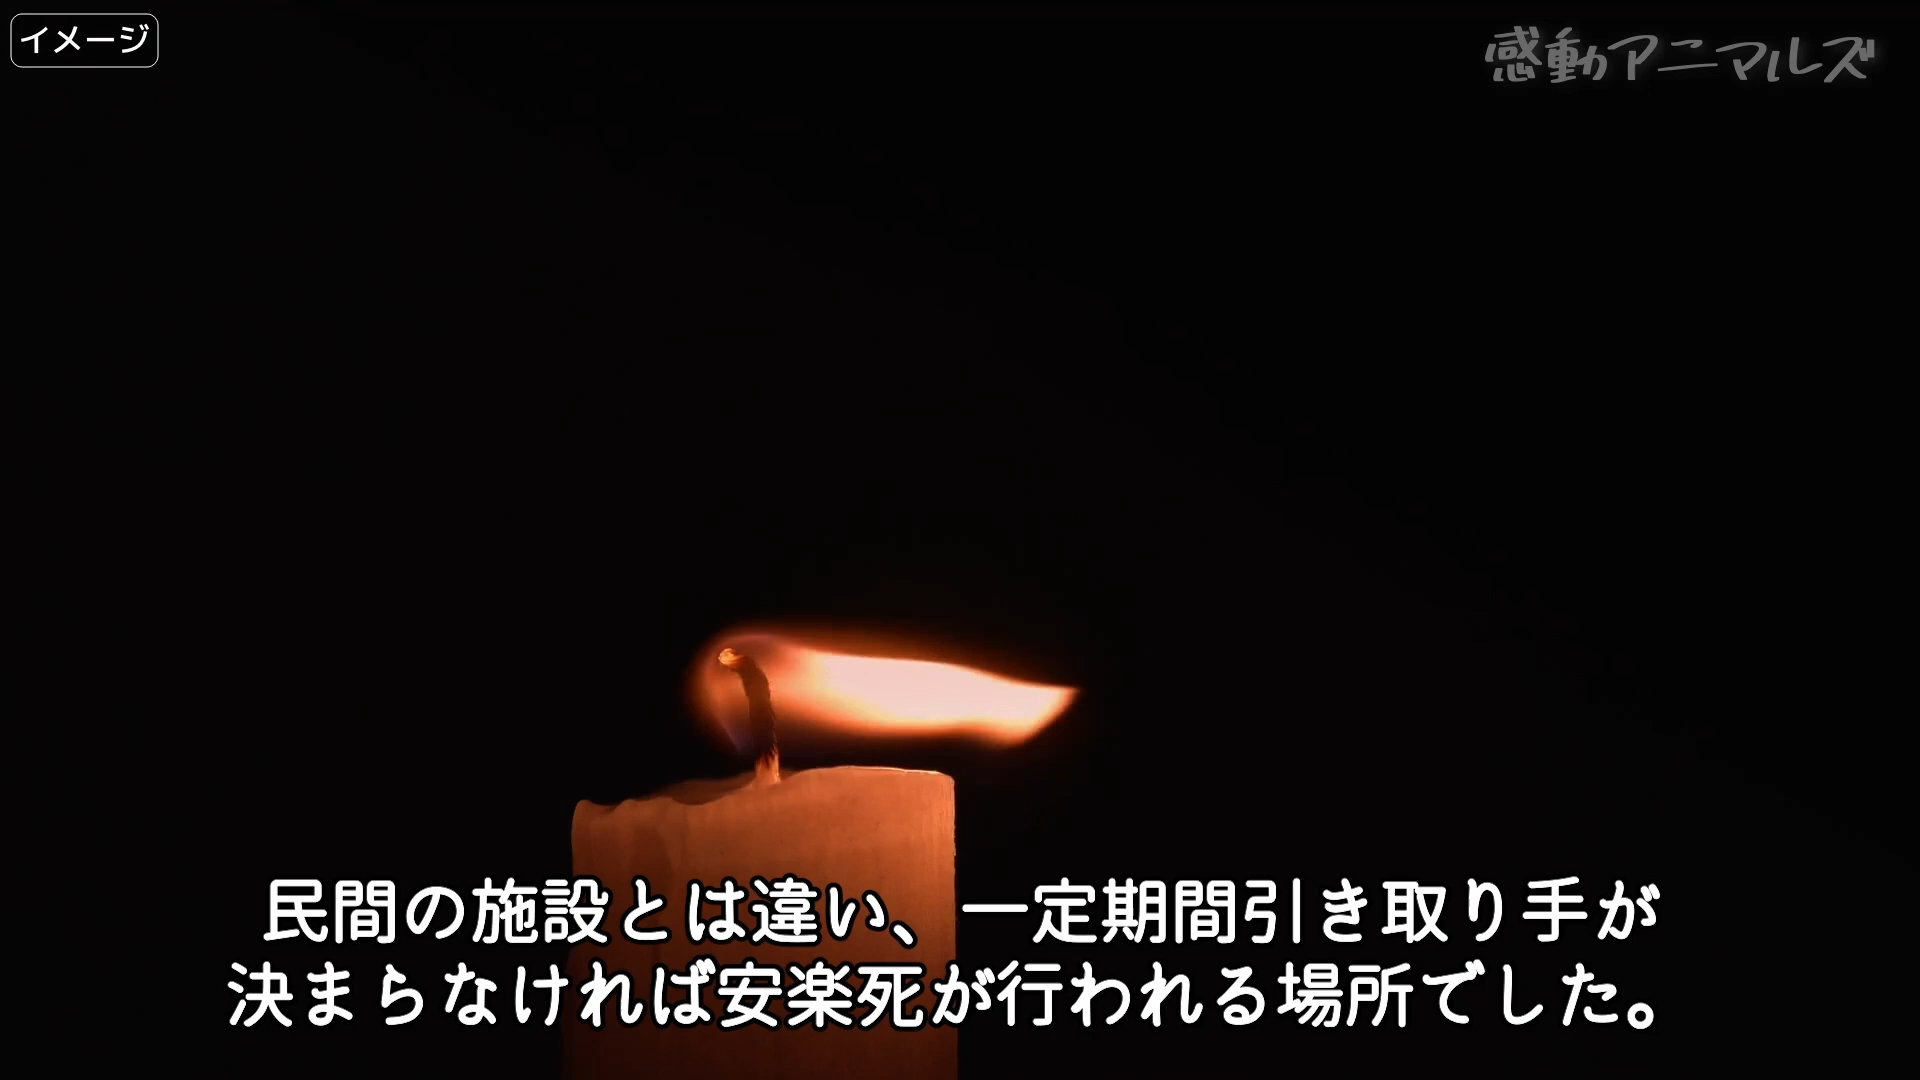 イメージ
感動アニマルズ
民間の施設とは違い、一定期間引き取り手が
決まらなければ安楽死が行われる場所でした。